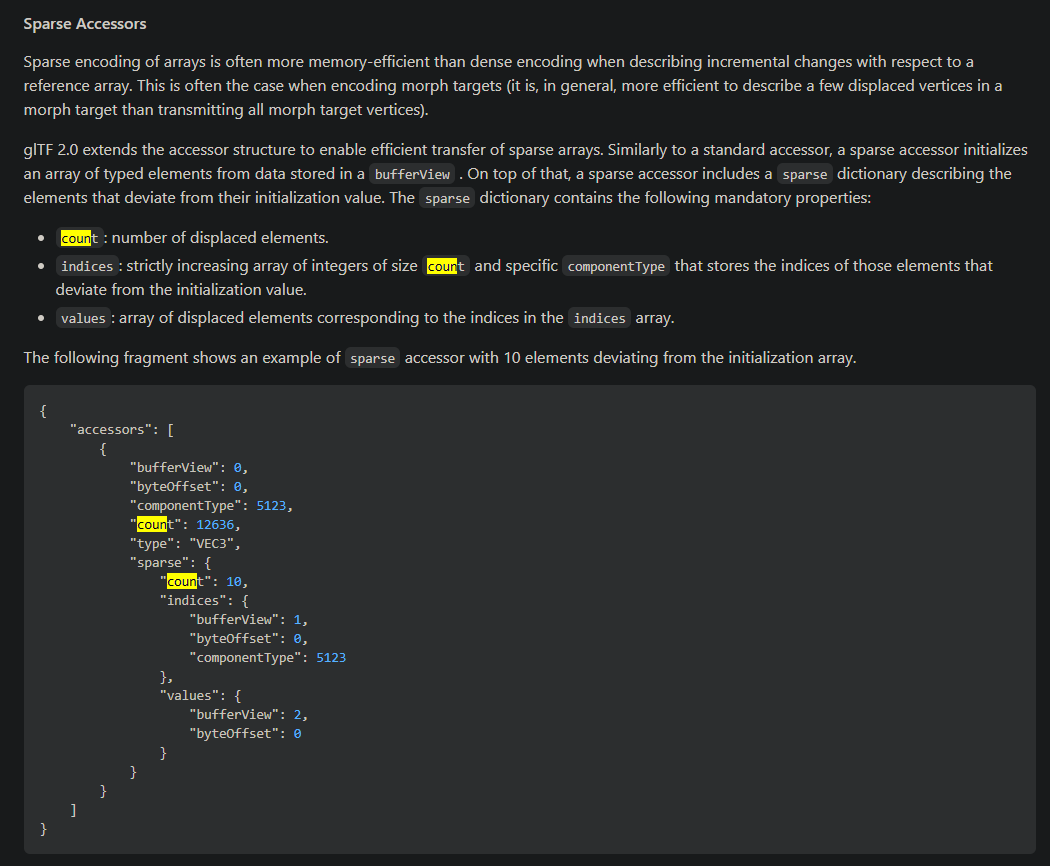 Sparse Accessors
Sparse encoding of arrays is often more memory-efficient than dense encoding when describing incremental changes with respect to a
reference array. This is often the case when encoding morph targets (it is, in general, more efficient to describe a few displaced vertices in a
morph target than transmitting all morph target vertices).
glTF 2.0 extends the accessor structure to enable efficient transfer of sparse arrays. Similarly to a standard accessor, a sparse accessor initializes
an array of typed elements from data stored in a bufferView . On top of that, a sparse accessor includes a sparse dictionary describing the
elements that deviate from their initialization value. The sparse dictionary contains the following mandatory properties:
• count : number of displaced elements.
• indices : strictly increasing array of integers of size count and specific componentType that stores the indices of those elements that
deviate from the initialization value.
• values : array of displaced elements corresponding to the indices in the indices array.
The following fragment shows an example of sparse accessor with 10 elements deviating from the initialization array.
{
    "accessors": [
        {
            "bufferView": 0,
            "byteOffset": 0,
            "componentType": 5123,
            "count": 12636,
            "type": "VEC3",
            "sparse": {
                "count": 10,
                "indices": {
                    "bufferView": 1,
                    "byteOffset": 0,
                    "componentType": 5123
                },
                "values": {
                    "bufferView": 2,
                    "byteOffset": 0
                }
            }
        }
    ]
}